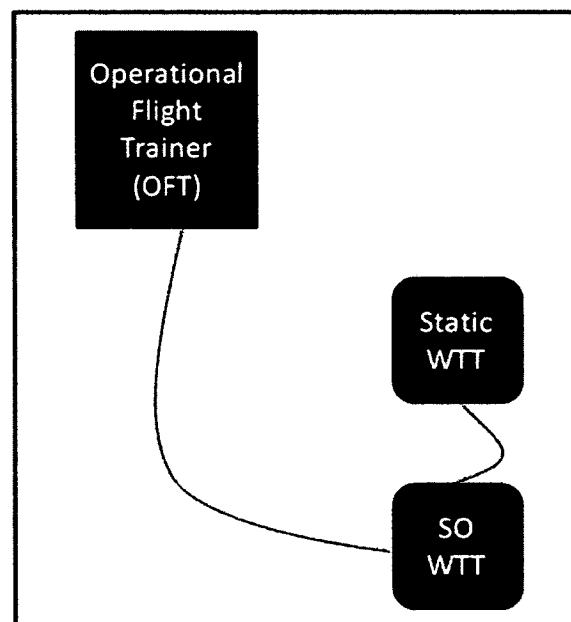 Operational
Flight
Trainer
(OFT)
Static
WTT
SO
WTT